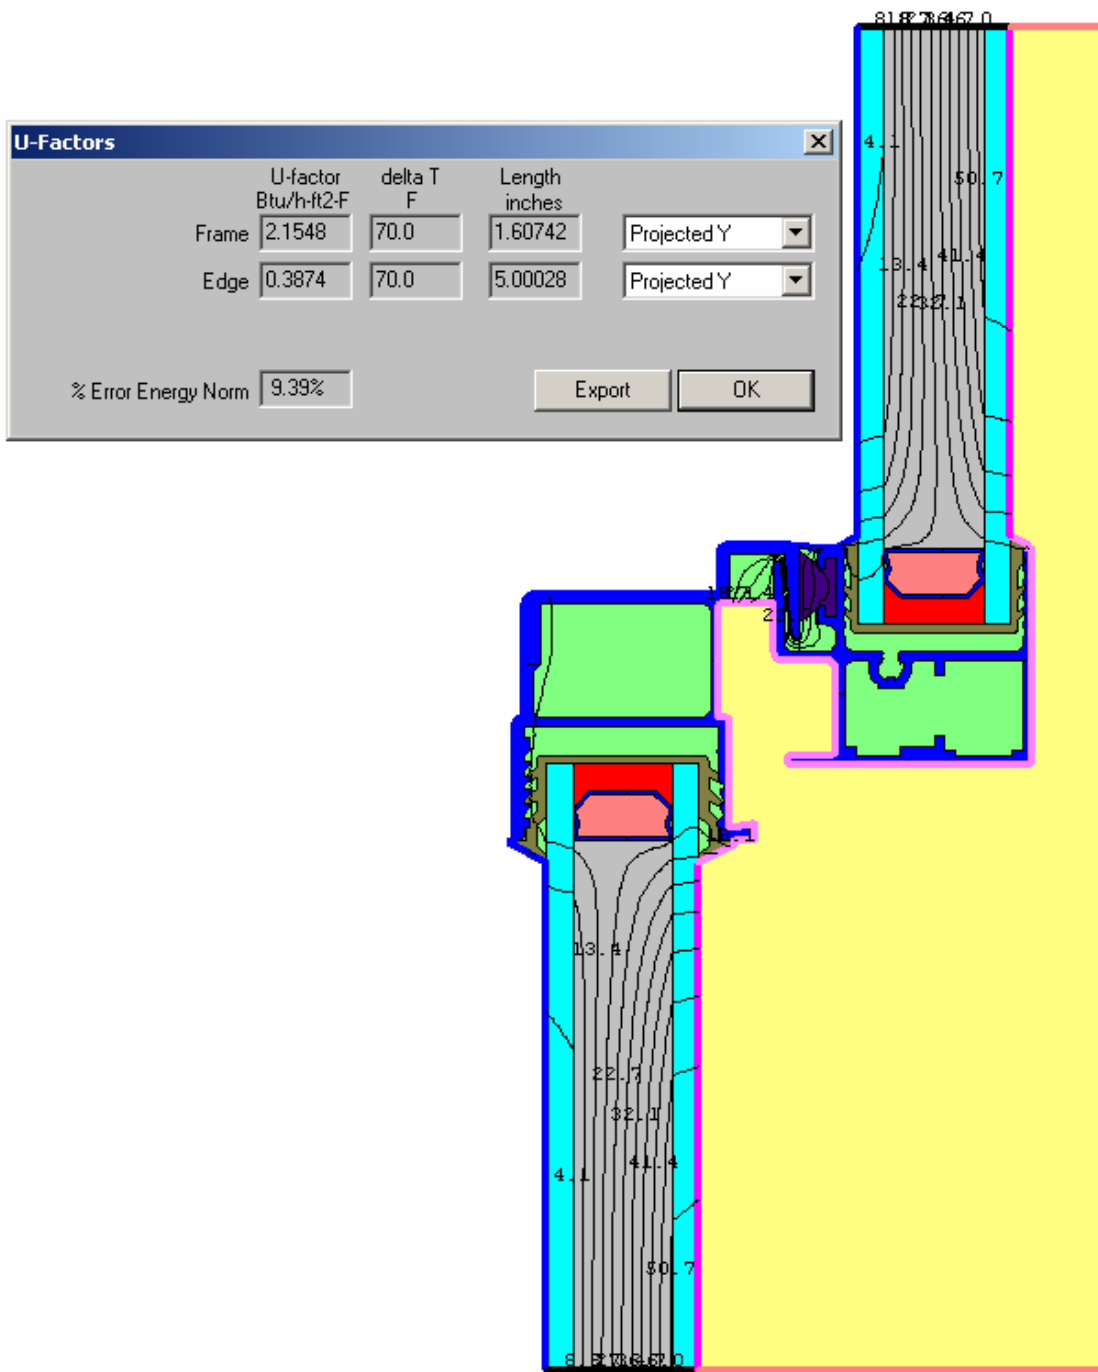 U-Factors
U-factor delta T Length
Btu/h-ft2-F F inches
Frame 2.1548 70.0 1.60742 Projected Y
Edge 0.3874 70.0 5.00028 Projected Y
% Error Energy Norm 9.39% Export OK
4.1
50.7
13.4
41.4
32.1
13.4
22.7
32.1
41.4
4.1
50.7